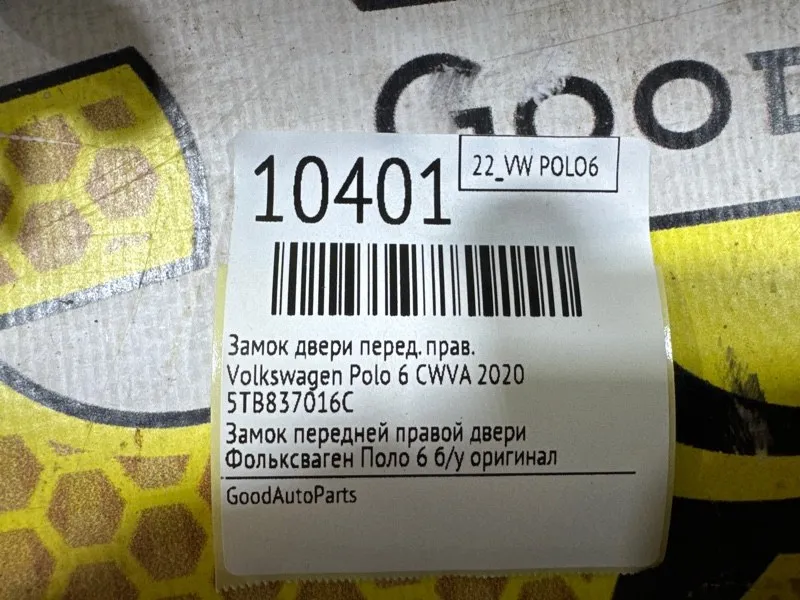 GOOD
10401
22_VW POLO6
Замок двери перед. прав.
Volkswagen Polo 6 CWVA 2020
5TB837016C
Замок передней правой двери
Фольксваген Поло 6 б/у оригинал
GoodAutoParts